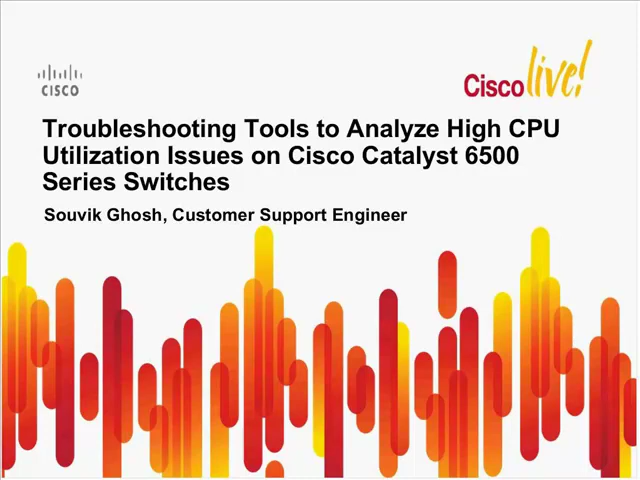 CISCO
Cisco live!
Troubleshooting Tools to Analyze High CPU
Utilization Issues on Cisco Catalyst 6500
Series Switches
Souvik Ghosh, Customer Support Engineer